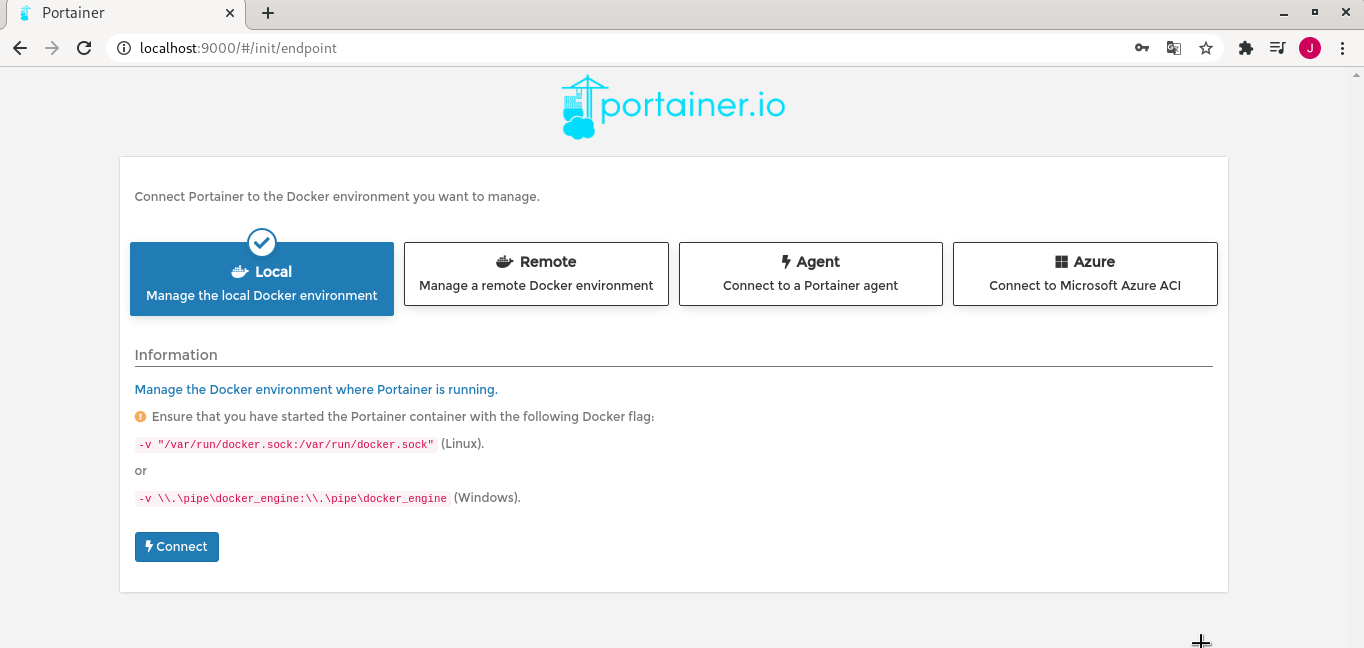 Portainer
localhost:9000/#/init/endpoint
J
portainer.io
Connect Portainer to the Docker environment you want to manage.
Local
Manage the local Docker environment
Remote
Manage a remote Docker environment
Agent
Connect to a Portainer agent
Azure
Connect to Microsoft Azure ACI
Information
Manage the Docker environment where Portainer is running.
Ensure that you have started the Portainer container with the following Docker flag:
-v "/var/run/docker.sock:/var/run/docker.sock" (Linux).
or
-v \\.\pipe\docker_engine:\\.\pipe\docker_engine (Windows).
Connect